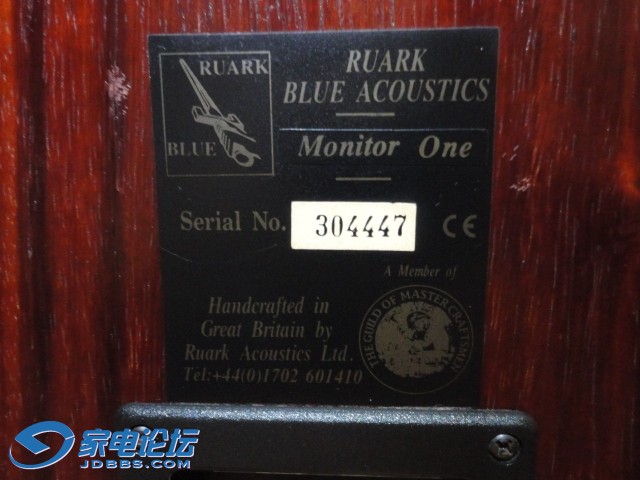 RUARK
BLUE
RUARK
BLUE ACOUSTICS
Monitor One
Serial No. 304447 CE
A Member of
THE GUILD OF MASTER CRAFTSMEN
Handcrafted in
Great Britain by
Ruark Acoustics Ltd.
Tel:+44(0)1702 601410
家电论坛
JDBBS.COM